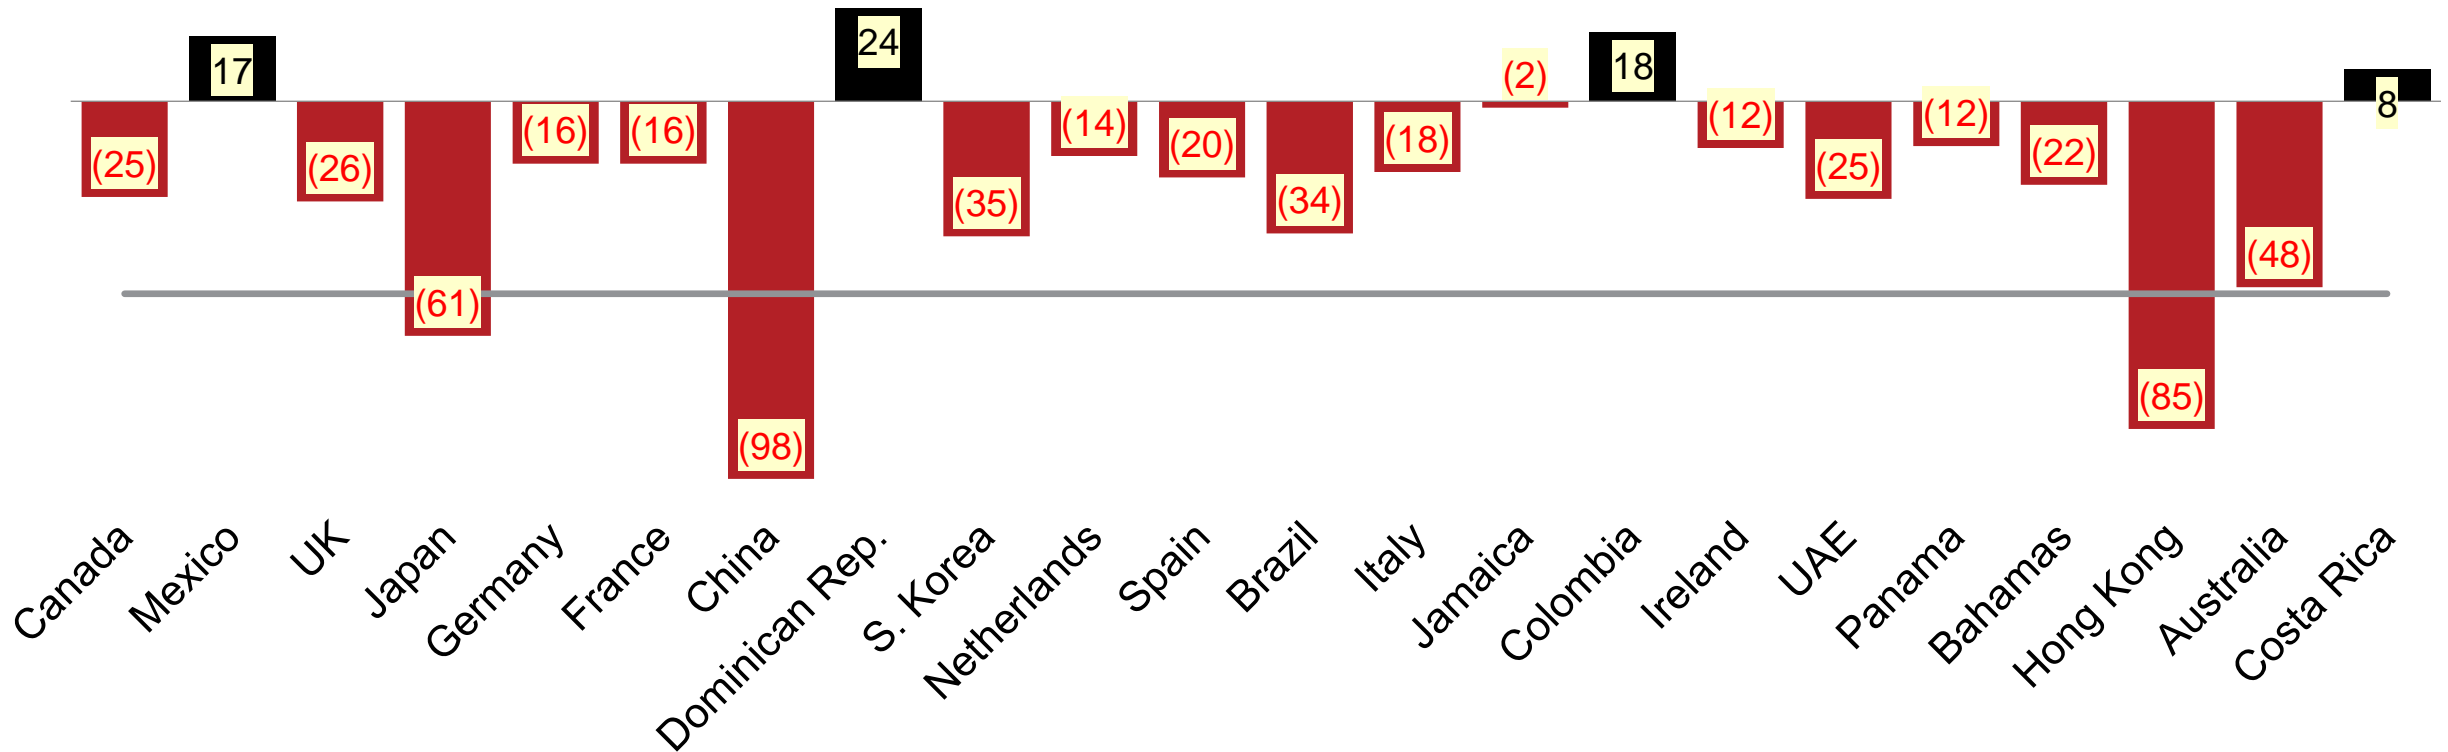 (25)
17
(26)
(61)
(16)
(16)
(98)
24
(35)
(14)
(20)
(34)
(18)
(2)
18
(12)
(25)
(12)
(22)
(85)
(48)
8
Canada
Mexico
UK
Japan
Germany
France
China
Dominican Rep.
S. Korea
Netherlands
Spain
Brazil
Italy
Jamaica
Colombia
Ireland
UAE
Panama
Bahamas
Hong Kong
Australia
Costa Rica